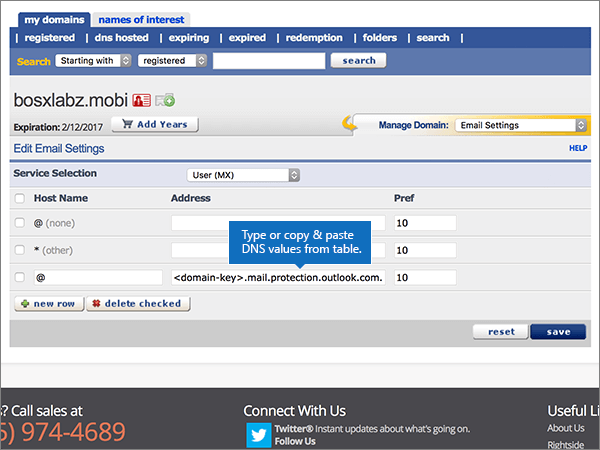 my domains names of interest
| registered | dns hosted | expiring | expired | redemption | folders | search |
Search Starting with registered search
bosxlabz.mobi
Expiration: 2/12/2017 Add Years Manage Domain: Email Settings
Edit Email Settings HELP
Service Selection User (MX)
Host Name Address Pref
@ (none) 10
Type or copy & paste
DNS values from table.
* (other) 10
@ <domain-key>.mail.protection.outlook.com. 10
new row delete checked
reset save
s? Call sales at Connect With Us Useful Li
5) 974-4689 Twitter® Instant updates about what's going on. About Us
Follow Us Rightside